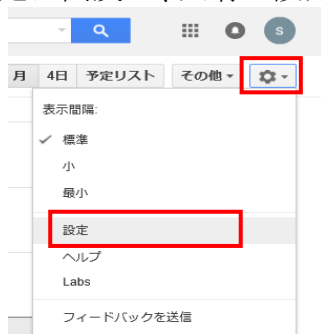 S
月 4日 予定リスト その他
表示間隔:
✓ 標準
小
最小
設定
ヘルプ
Labs
フィードバックを送信